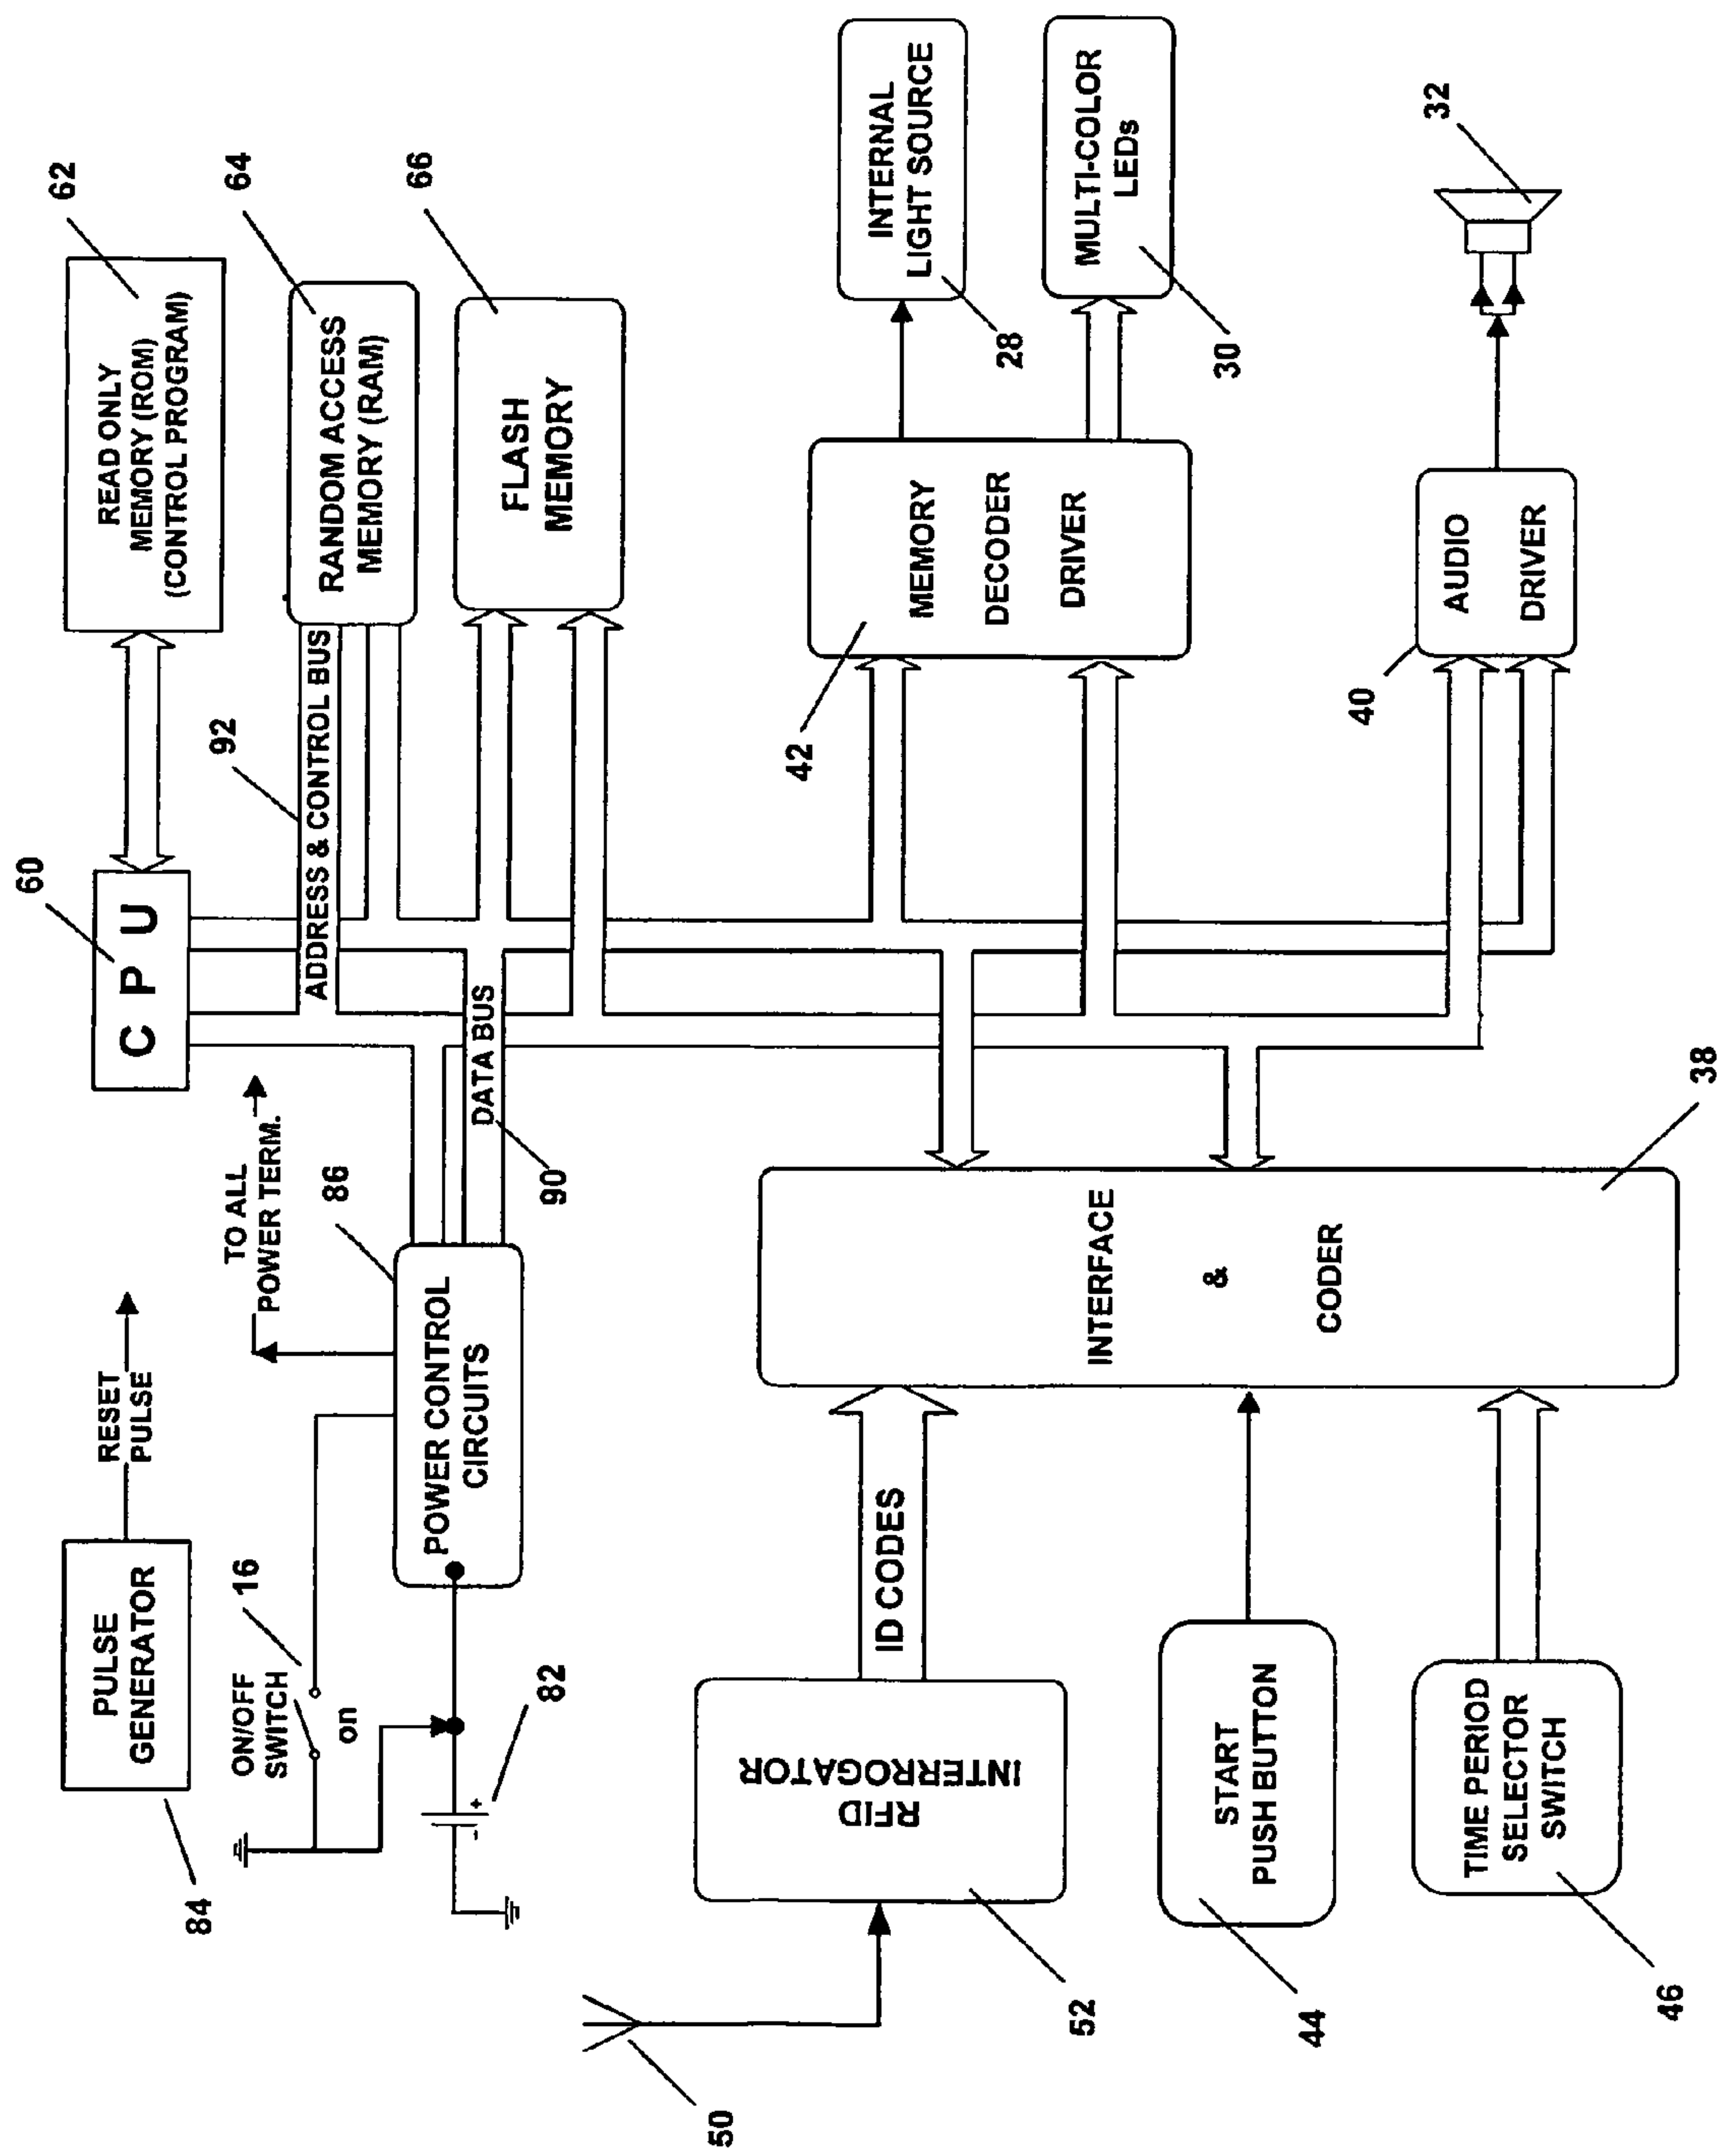 84
PULSE
GENERATOR
RESET
PULSE
60
C P U
62
READ ONLY
MEMORY (ROM)
(CONTROL PROGRAM)
ON/OFF
SWITCH
16
on
TO ALL
POWER TERM.
92
ADDRESS & CONTROL BUS
64
RANDOM ACCESS
MEMORY (RAM)
82
+
-
86
POWER CONTROL
CIRCUITS
DATA BUS
90
66
FLASH
MEMORY
50
52
RFID
INTERROGATOR
ID CODES
38
INTERFACE
&
CODER
42
MEMORY
DECODER
DRIVER
28
INTERNAL
LIGHT SOURCE
30
MULTI-COLOR
LEDs
44
START
PUSH BUTTON
46
TIME PERIOD
SELECTOR
SWITCH
40
AUDIO
DRIVER
32